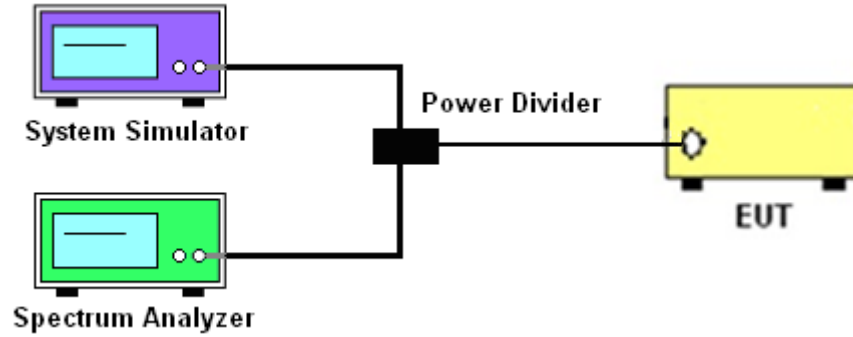 System Simulator
Power Divider
EUT
Spectrum Analyzer